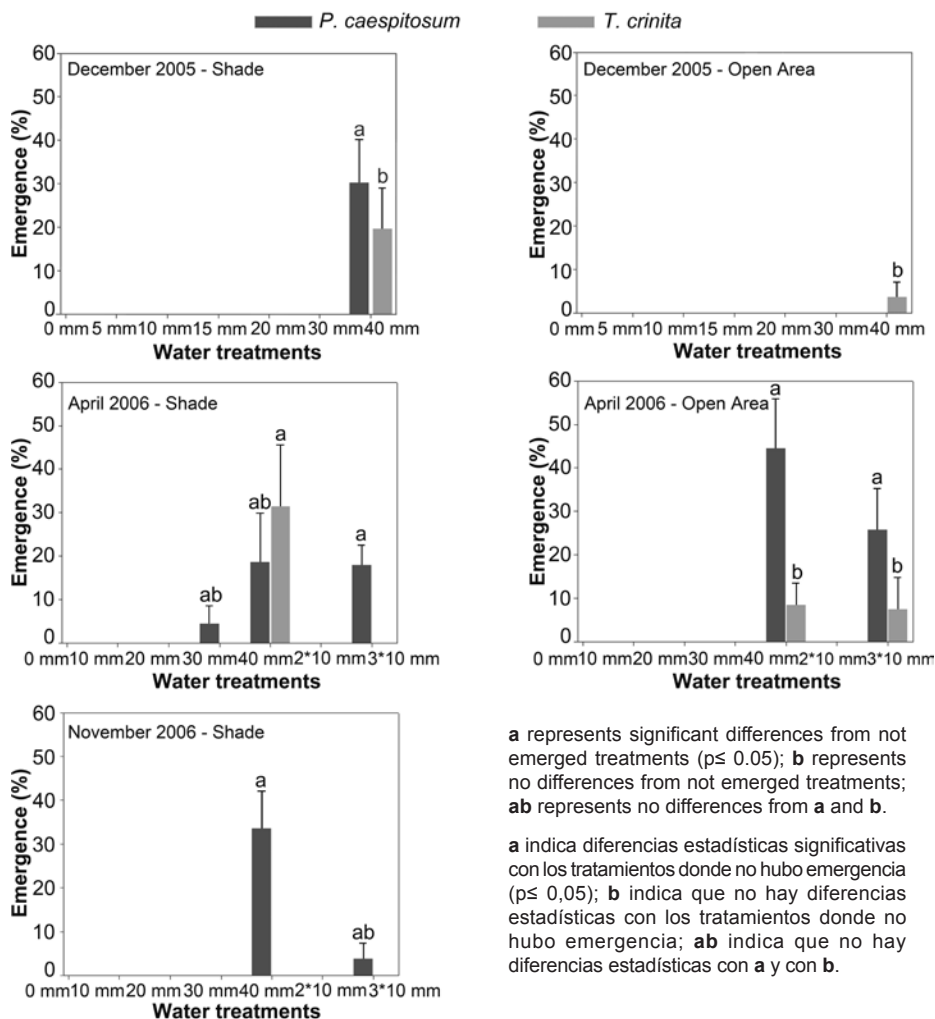 P. caespitosum T. crinita
December 2005 - Shade
a
b
60
50
40
30
20
10
0
Emergence (%)
0 mm5 mm10 mm15 mm 20 mm 30 mm40 mm
Water treatments
December 2005 - Open Area
b
60
50
40
30
20
10
0
Emergence (%)
0 mm5 mm10 mm15 mm 20 mm 30 mm40 mm
Water treatments
April 2006 - Shade
ab
ab
a
a
60
50
40
30
20
10
0
Emergence (%)
0 mm10 mm20 mm30 mm40 mm2*10 mm3*10 mm
Water treatments
April 2006 - Open Area
a
b
a
b
60
50
40
30
20
10
0
Emergence (%)
0 mm10 mm20 mm30 mm40 mm2*10 mm3*10 mm
Water treatments
November 2006 - Shade
a
ab
60
50
40
30
20
10
0
Emergence (%)
0 mm10 mm20 mm30 mm40 mm2*10 mm3*10 mm
Water treatments
a represents significant differences from not
emerged treatments (p≤ 0.05); b represents
no differences from not emerged treatments;
ab represents no differences from a and b.
a indica diferencias estadísticas significativas
con los tratamientos donde no hubo emergencia
(p≤ 0,05); b indica que no hay diferencias
estadísticas con los tratamientos donde no
hubo emergencia; ab indica que no hay
diferencias estadísticas con a y con b.